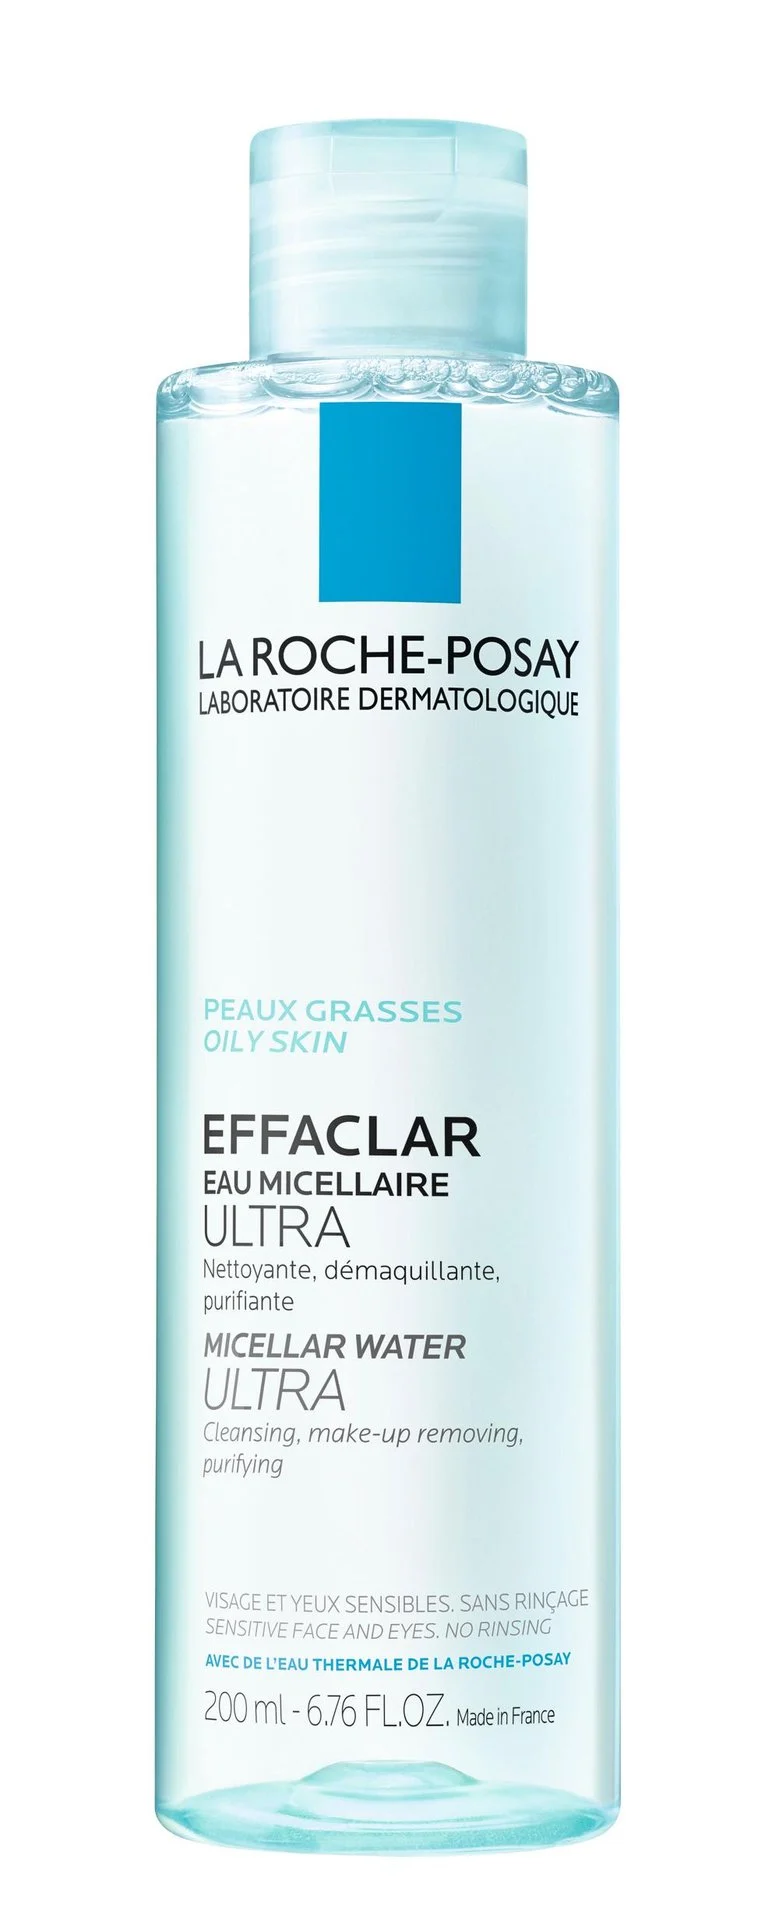 LA ROCHE-POSAY
LABORATOIRE DERMATOLOGIQUE
PEAUX GRASSES
OILY SKIN
EFFACLAR
EAU MICELLAIRE
ULTRA
Nettoyante, démaquillante,
purifiante
MICELLAR WATER
ULTRA
Cleansing, make-up removing,
purifying
VISAGE ET YEUX SENSIBLES. SANS RINÇAGE
SENSITIVE FACE AND EYES. NO RINSING
AVEC DE L'EAU THERMALE DE LA ROCHE-POSAY
200 ml - 6.76 FL.OZ. Made in France